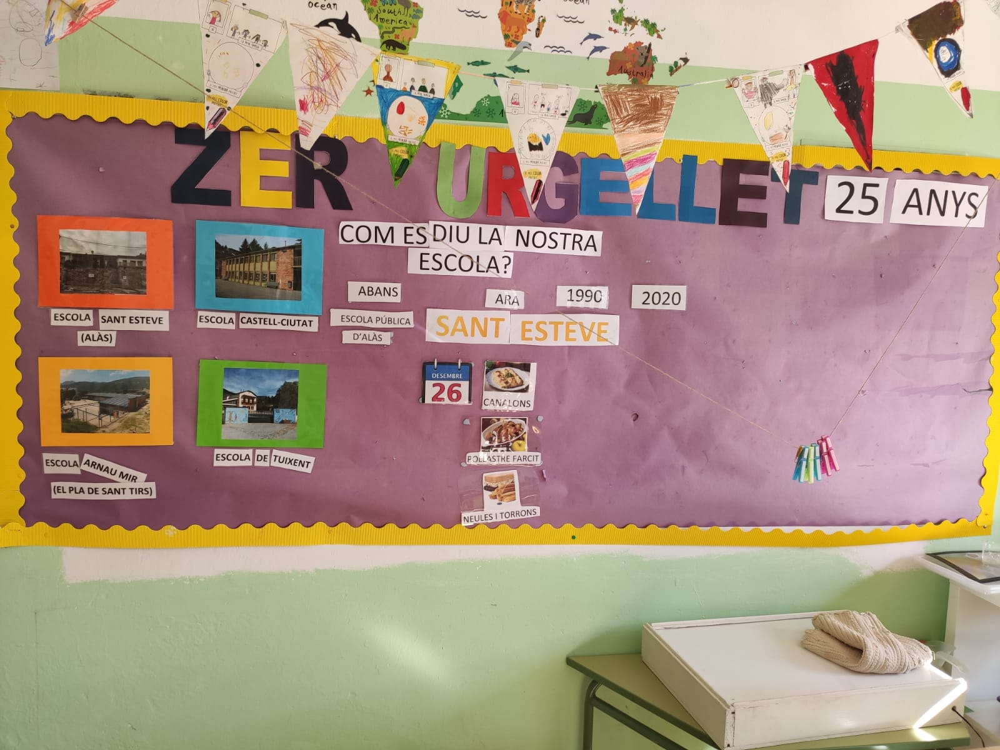 ocean
South
America
ocean
Australia
ZER URGELLET 25 ANYS
COM ES DIU LA NOSTRA
ESCOLA?
ABANS ARA 1990 2020
ESCOLA PÚBLICA
D'ALÀS
SANT ESTEVE
ESCOLA SANT ESTEVE
(ALÀS)
ESCOLA CASTELL-CIUTAT
ESCOLA ARNAU MIR
(EL PLA DE SANT TIRS)
ESCOLA DE TUIXENT
DESEMBRE
26
CANALONS
POLLASTRE FARCIT
NEULES I TORRONS